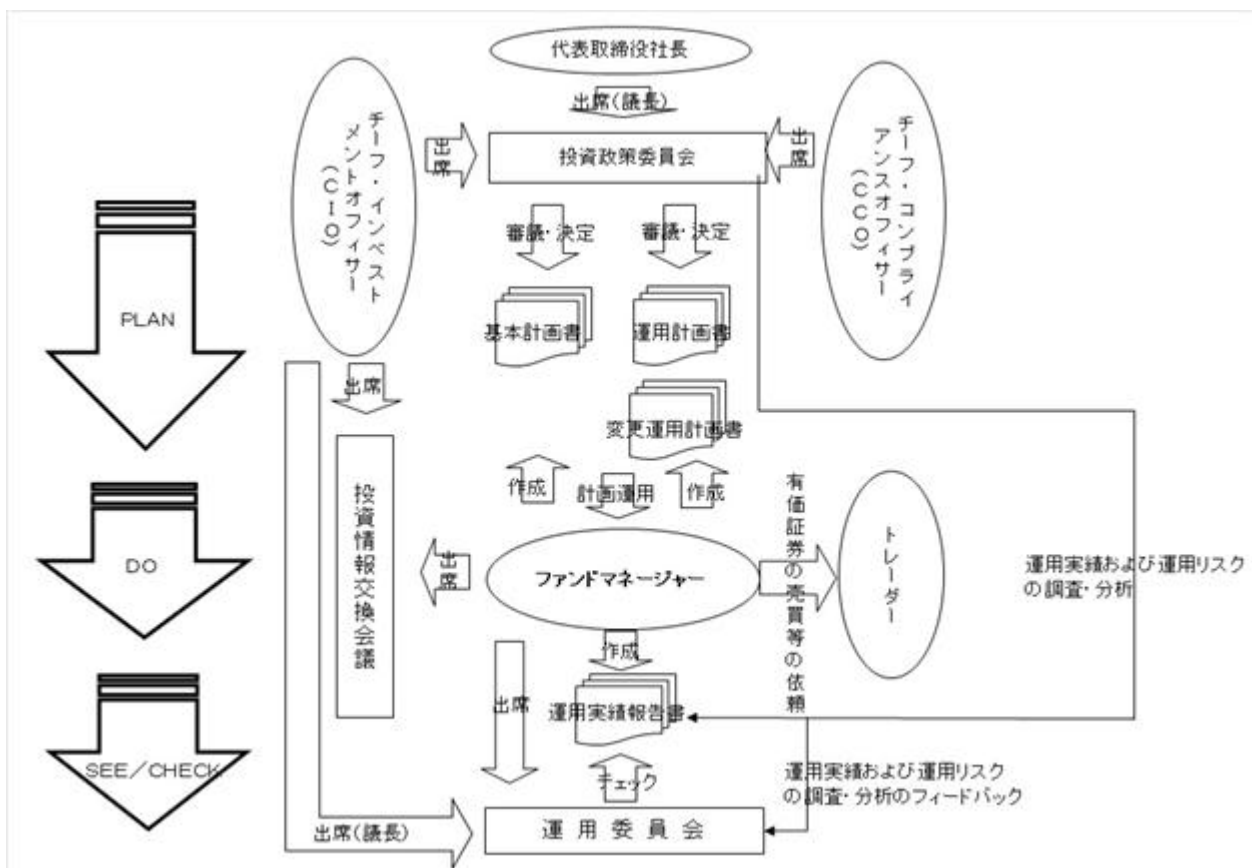 代表取締役社長
出席(議長)
チーフ・インベスト
メントオフィサー
(CIO)
出席
投資政策委員会
出席
チーフ・コンプライ
アンスオフィサー
(CCO)
審議・決定
審議・決定
PLAN
基本計画書
運用計画書
出席
変更運用計画書
作成
計画運用
作成
DO
投資情報交換会議
出席
ファンドマネージャー
有価証券の売買等の依頼
トレーダー
運用実績および運用リスク
の調査・分析
作成
出席
運用実績報告書
SEE/CHECK
チェック
運用実績および運用リスク
の調査・分析のフィードバック
出席(議長)
運用委員会